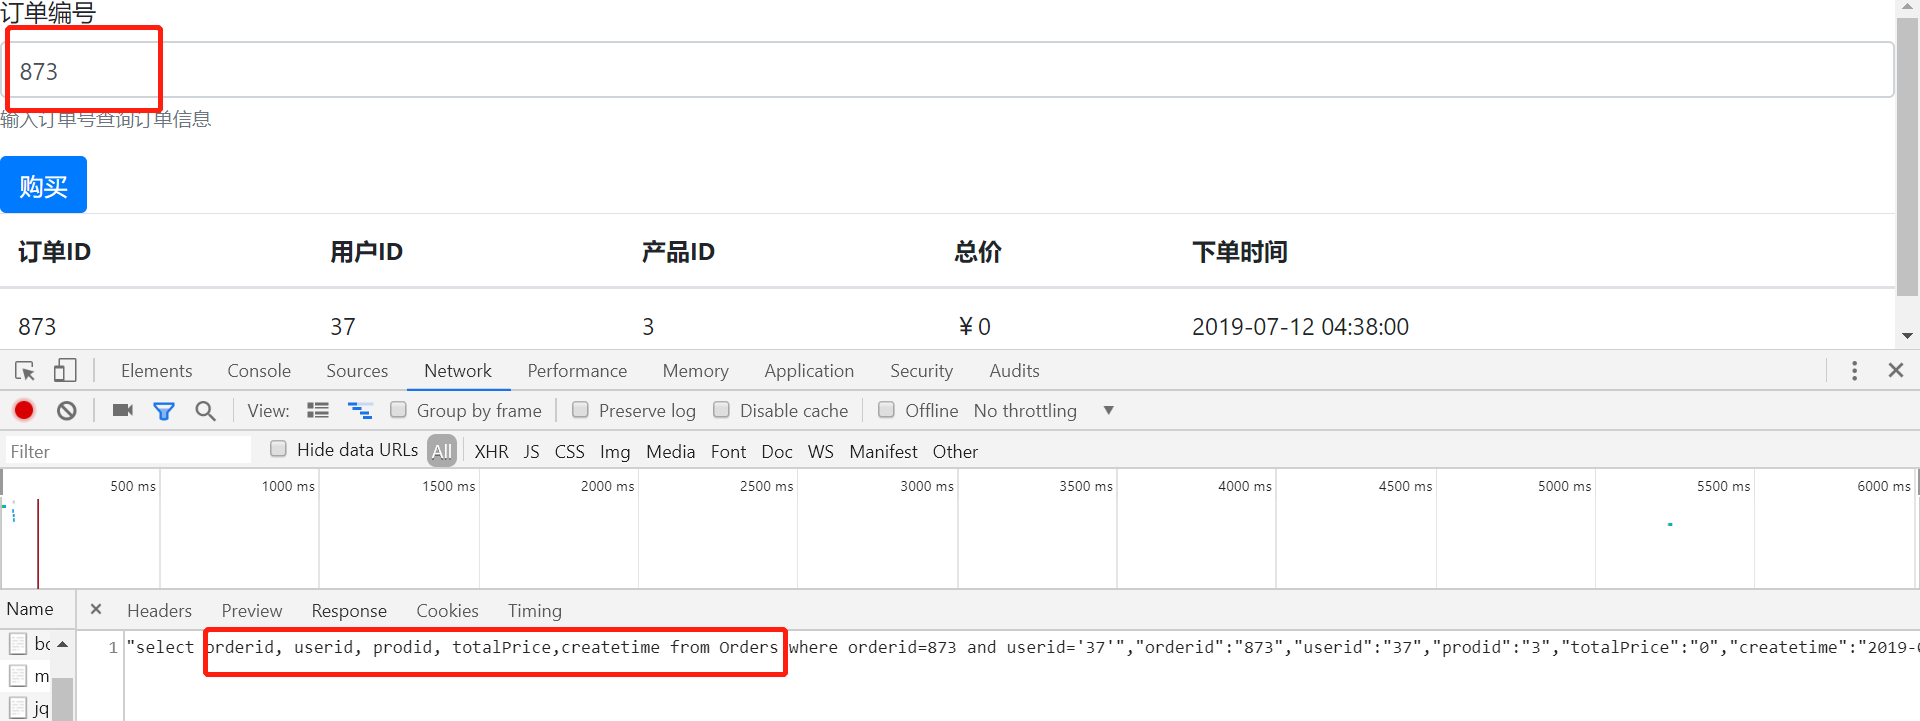 订单编号
873
输入订单号查询订单信息
购买
订单ID 用户ID 产品ID 总价 下单时间
873 37 3 ￥0 2019-07-12 04:38:00
Elements Console Sources Network Performance Memory Application Security Audits
View: Group by frame Preserve log Disable cache Offline No throttling
Filter Hide data URLs All XHR JS CSS Img Media Font Doc WS Manifest Other
500 ms 1000 ms 1500 ms 2000 ms 2500 ms 3000 ms 3500 ms 4000 ms 4500 ms 5000 ms 5500 ms 6000 ms
Name Headers Preview Response Cookies Timing
1 "select orderid, userid, prodid, totalPrice,createtime from Orders where orderid=873 and userid='37'","orderid":"873","userid":"37","prodid":"3","totalPrice":"0","createtime":"2019-
m
jq